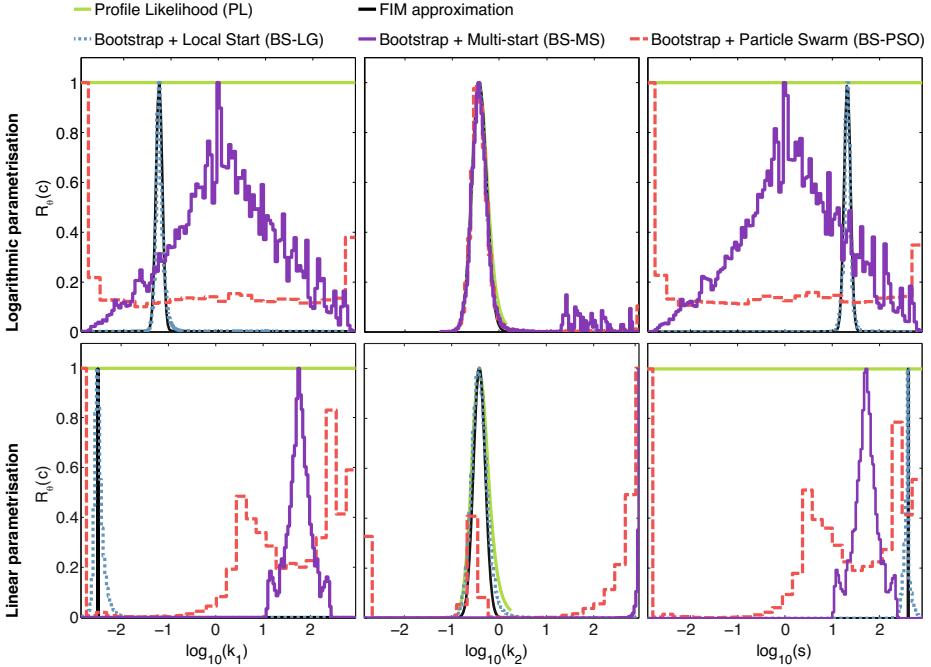 Profile Likelihood (PL) FIM approximation
Bootstrap + Local Start (BS-LG) Bootstrap + Multi-start (BS-MS) Bootstrap + Particle Swarm (BS-PSO)
Logarithmic parametrisation
R_θ(c)
1
0.8
0.6
0.4
0.2
0
Linear parametrisation
R_θ(c)
1
0.8
0.6
0.4
0.2
0
−2 −1 0 1 2 −2 −1 0 1 2 −2 −1 0 1 2
log₁₀(k₁) log₁₀(k₂) log₁₀(s)